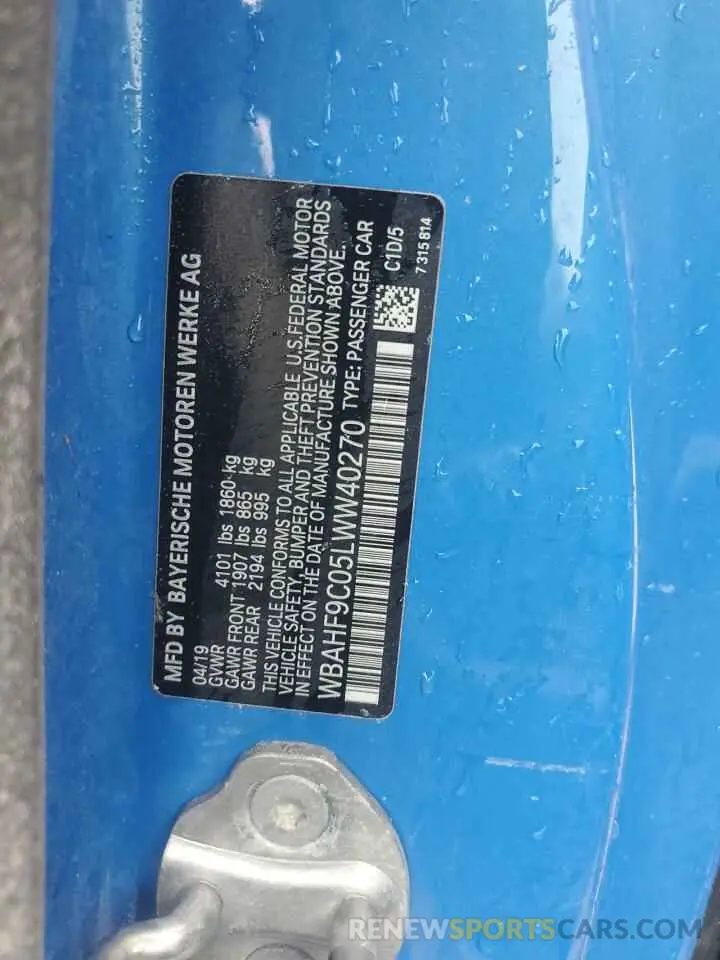 MFD BY BAYERISCHE MOTOREN WERKE AG
04/19
GVWR 4101 lbs 1860 kg
GAWR FRONT 1907 lbs 865 kg
GAWR REAR 2194 lbs 995 kg
THIS VEHICLE CONFORMS TO ALL APPLICABLE U.S. FEDERAL MOTOR
VEHICLE SAFETY, BUMPER AND THEFT PREVENTION STANDARDS
IN EFFECT ON THE DATE OF MANUFACTURE SHOWN ABOVE.
WBAHF9C05LWW40270 TYPE: PASSENGER CAR
C1D/5
7315814
RENEWSPORTSCARS.COM